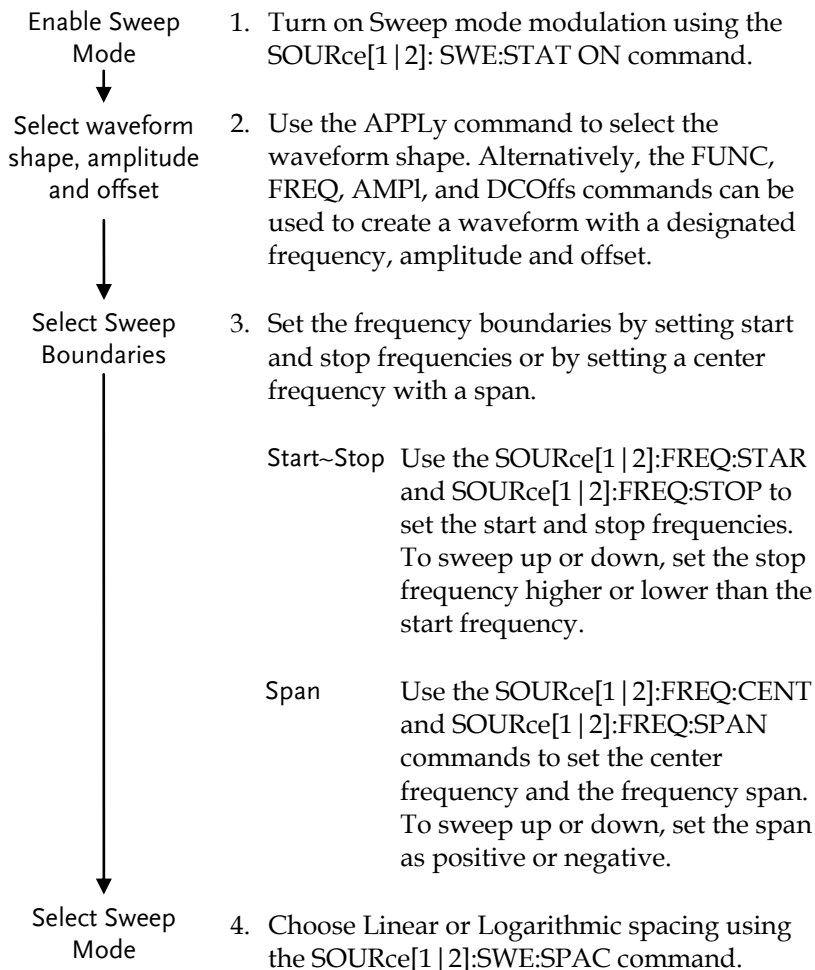 Enable Sweep
Mode
1. Turn on Sweep mode modulation using the
SOURce[1|2]: SWE:STAT ON command.
Select waveform
shape, amplitude
and offset
2. Use the APPLy command to select the
waveform shape. Alternatively, the FUNC,
FREQ, AMPl, and DCOffs commands can be
used to create a waveform with a designated
frequency, amplitude and offset.
Select Sweep
Boundaries
3. Set the frequency boundaries by setting start
and stop frequencies or by setting a center
frequency with a span.
Start~Stop
Use the SOURce[1|2]:FREQ:STAR
and SOURce[1|2]:FREQ:STOP to
set the start and stop frequencies.
To sweep up or down, set the stop
frequency higher or lower than the
start frequency.
Span
Use the SOURce[1|2]:FREQ:CENT
and SOURce[1|2]:FREQ:SPAN
commands to set the center
frequency and the frequency span.
To sweep up or down, set the span
as positive or negative.
Select Sweep
Mode
4. Choose Linear or Logarithmic spacing using
the SOURce[1|2]:SWE:SPAC command.